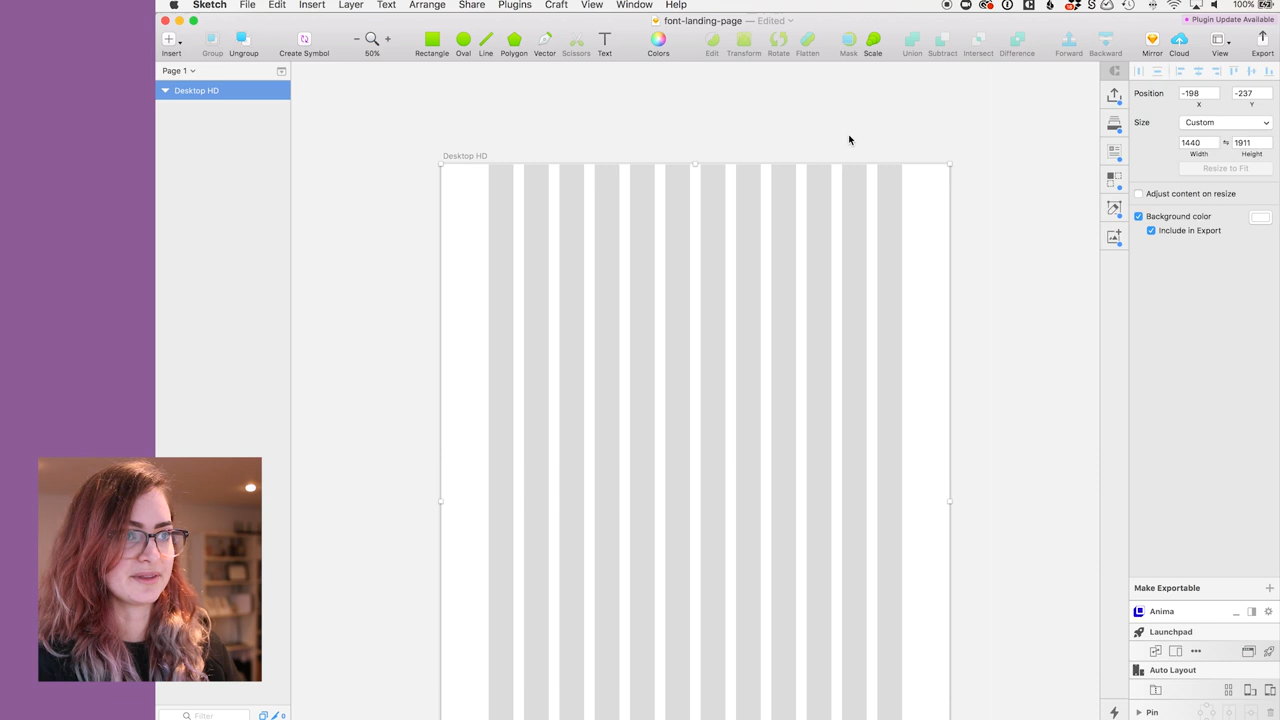 Sketch File Edit Insert Layer Text Arrange Share Plugins Craft View Window Help 100%
font-landing-page — Edited
Plugin Update Available
Insert Group Ungroup Create Symbol 50% Rectangle Oval Line Polygon Vector Scissors Text Colors Edit Transform Rotate Flatten Mask Scale Union Subtract Intersect Difference Forward Backward Mirror Cloud View Export
Page 1
Desktop HD
Desktop HD
Position -198 -237
X Y
Size Custom
1440 1911
Width Height
Resize to Fit
Adjust content on resize
Background color
Include in Export
Make Exportable
Anima
Launchpad
Auto Layout
Pin
Filter 0